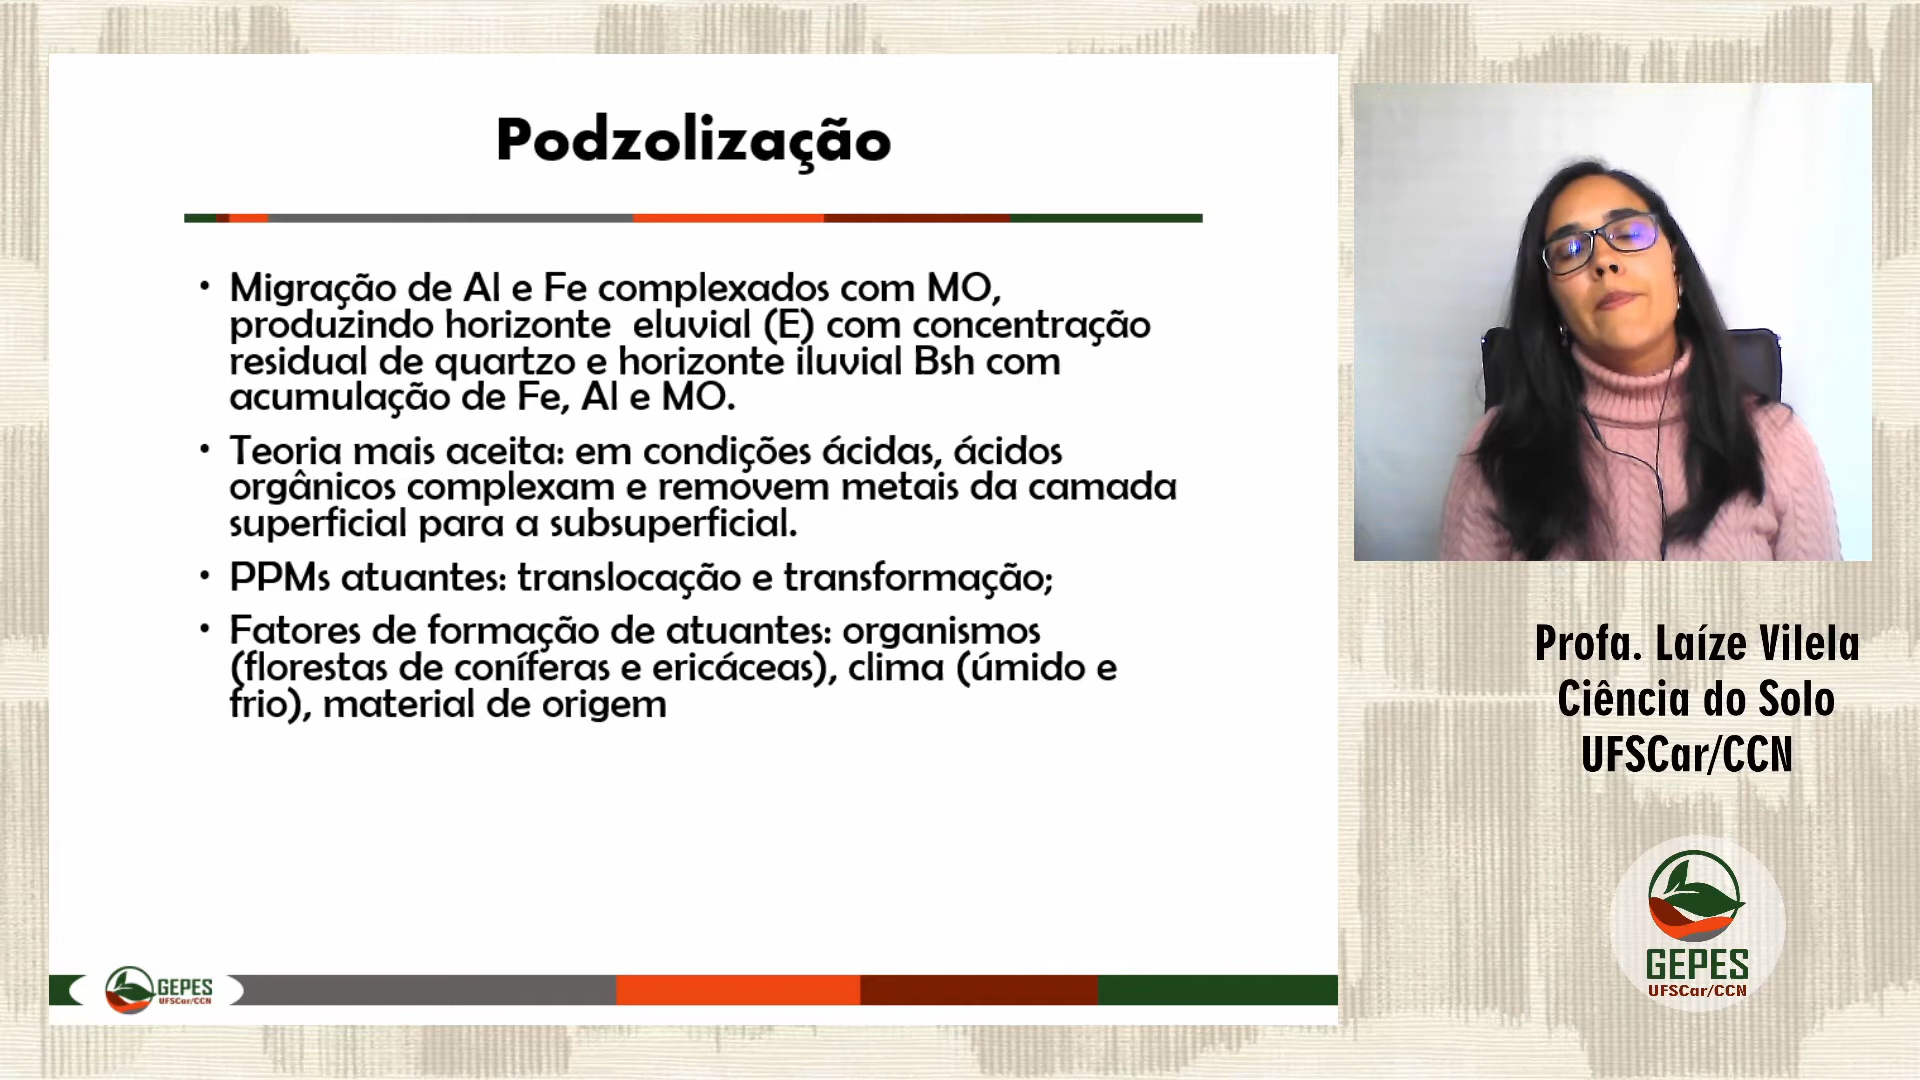 Podzolização
• Migração de Al e Fe complexados com MO,
produzindo horizonte eluvial (E) com concentração
residual de quartzo e horizonte iluvial Bsh com
acumulação de Fe, Al e MO.
• Teoria mais aceita: em condições ácidas, ácidos
orgânicos complexam e removem metais da camada
superficial para a subsuperficial.
• PPMs atuantes: translocação e transformação;
• Fatores de formação de atuantes: organismos
(florestas de coníferas e ericáceas), clima (úmido e
frio), material de origem
GEPES
UFSCar/CCN
Profa. Laíze Vilela
Ciência do Solo
UFSCar/CCN
GEPES
UFSCar/CCN